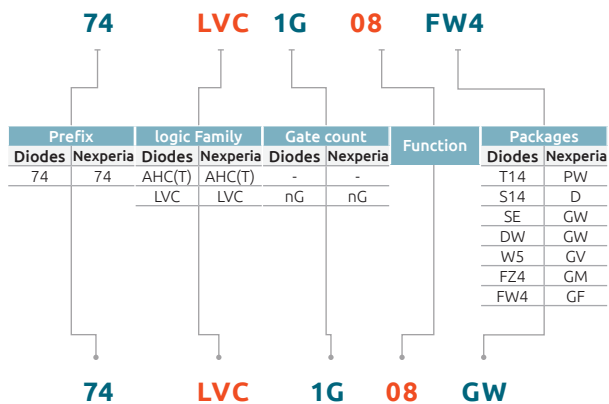 74 LVC 1G 08 FW4
Prefix logic Family Gate count Function Packages
Diodes Nexperia Diodes Nexperia Diodes Nexperia Diodes Nexperia
74 74 AHC(T) AHC(T) - - T14 PW
LVC LVC nG nG S14 D
SE GW
DW GW
W5 GV
FZ4 GM
FW4 GF
74 LVC 1G 08 GW